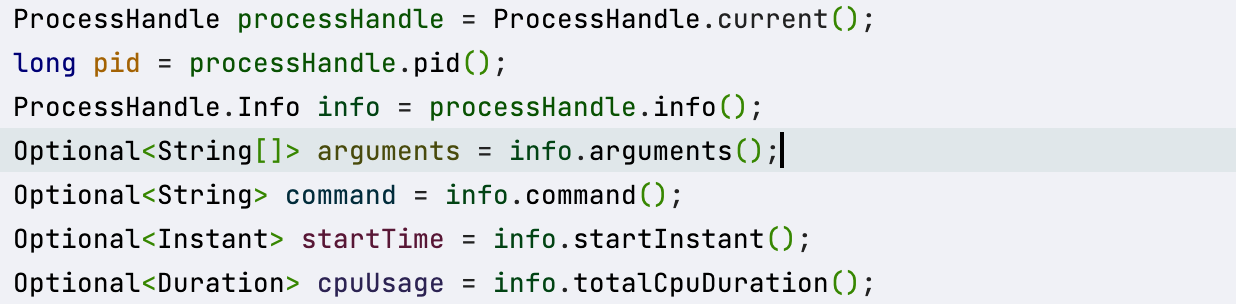 ProcessHandle processHandle = ProcessHandle.current();
long pid = processHandle.pid();
ProcessHandle.Info info = processHandle.info();
Optional<String[]> arguments = info.arguments();
Optional<String> command = info.command();
Optional<Instant> startTime = info.startInstant();
Optional<Duration> cpuUsage = info.totalCpuDuration();